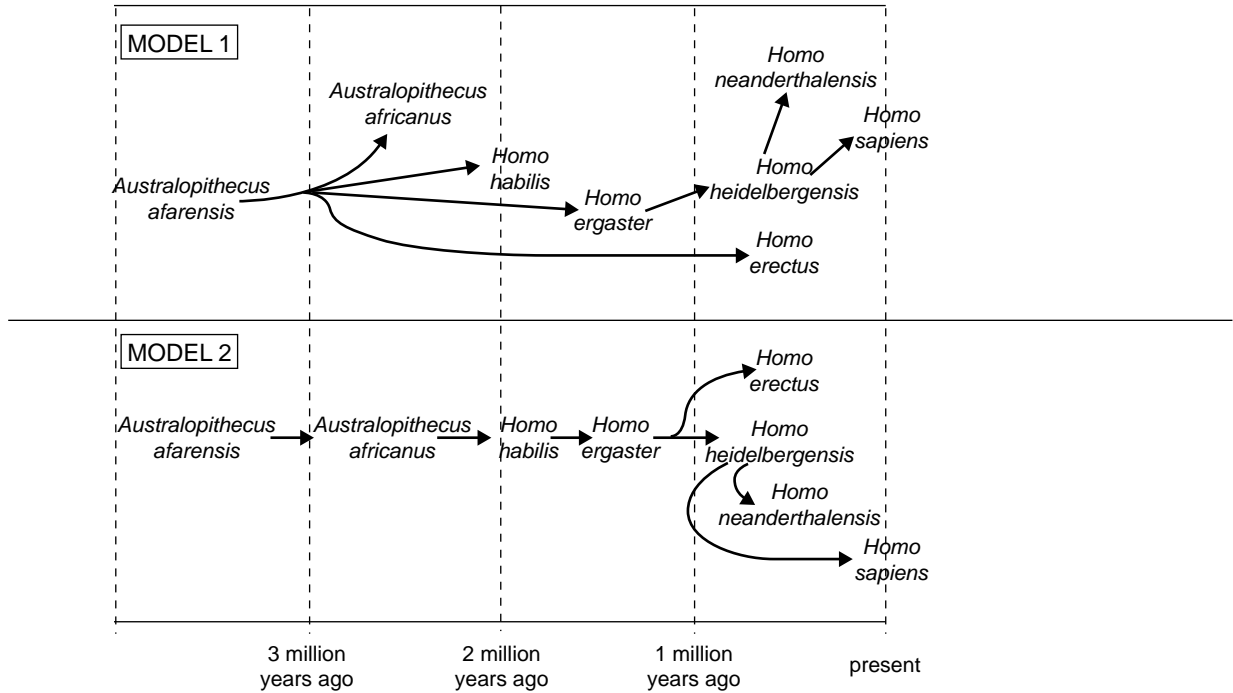 MODEL 1
Homo
neanderthalensis
Australopithecus
africanus
Homo
sapiens
Homo
habilis
Homo
heidelbergensis
Australopithecus
afarensis
Homo
ergaster
Homo
erectus
MODEL 2
Homo
erectus
Australopithecus
afarensis
Australopithecus
africanus
Homo
habilis
Homo
ergaster
Homo
heidelbergensis
Homo
neanderthalensis
Homo
sapiens
3 million
years ago
2 million
years ago
1 million
years ago
present